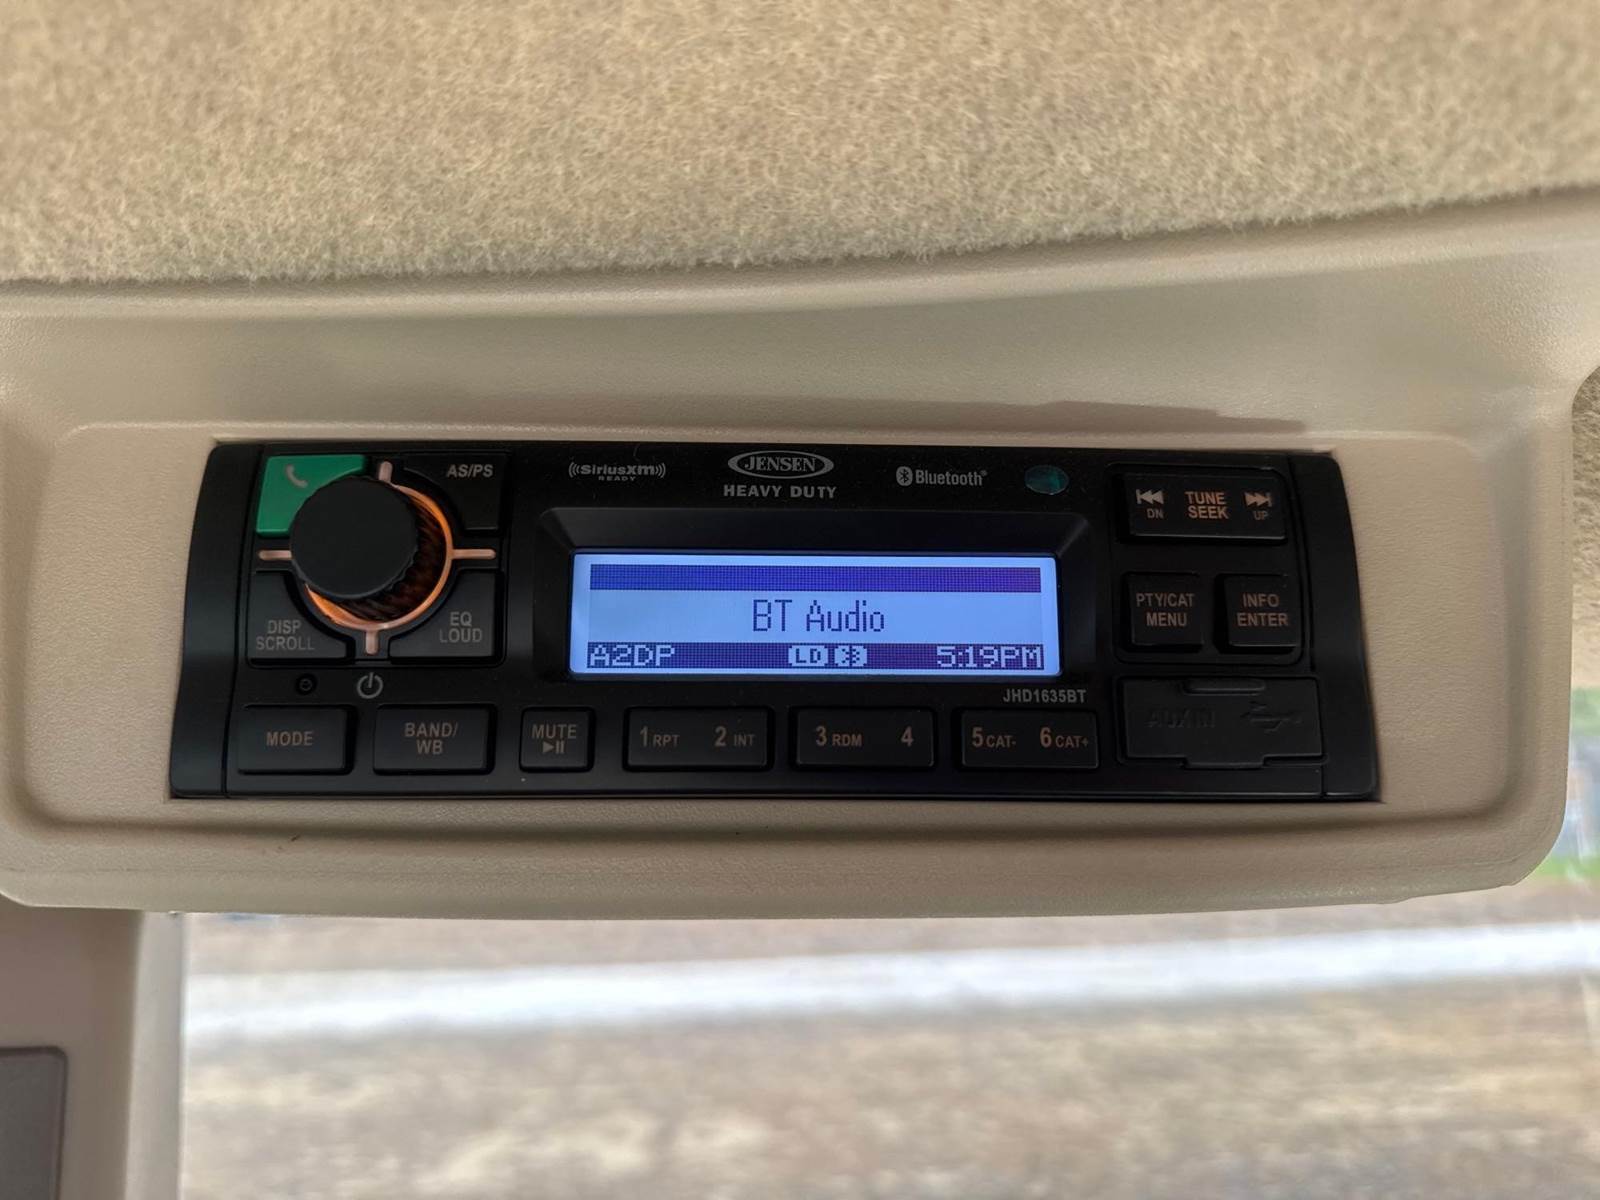 AS/PS
((SiriusXM))
READY
JENSEN
HEAVY DUTY
Bluetooth®
DN
TUNE
SEEK
UP
BT Audio
A2DP
LD
5:19PM
DISP
SCROLL
EQ
LOUD
PTY/CAT
MENU
INFO
ENTER
JHD1635BT
MODE
BAND/
WB
MUTE
1 RPT
2 INT
3 RDM
4
5 CAT-
6 CAT+
AUX IN